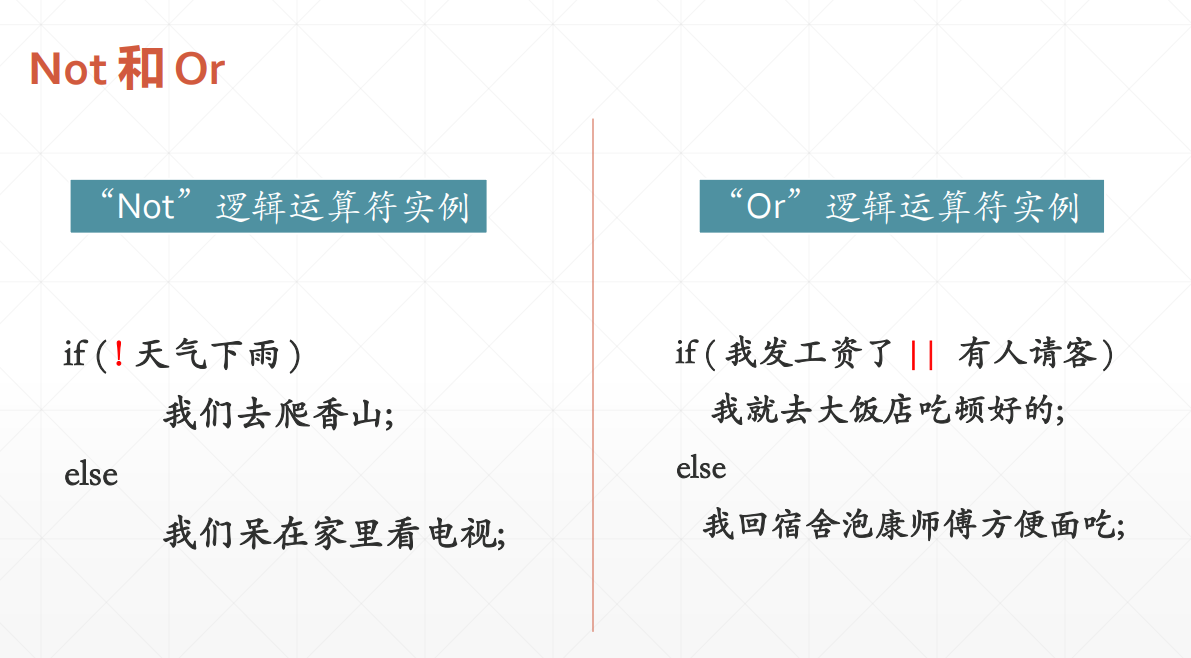 Not 和 Or
“Not”逻辑运算符实例
if (! 天气下雨)
我们去爬香山;
else
我们呆在家里看电视;
“Or”逻辑运算符实例
if (我发工资了 || 有人请客)
我就去大饭店吃顿好的;
else
我回宿舍泡康师傅方便面吃;